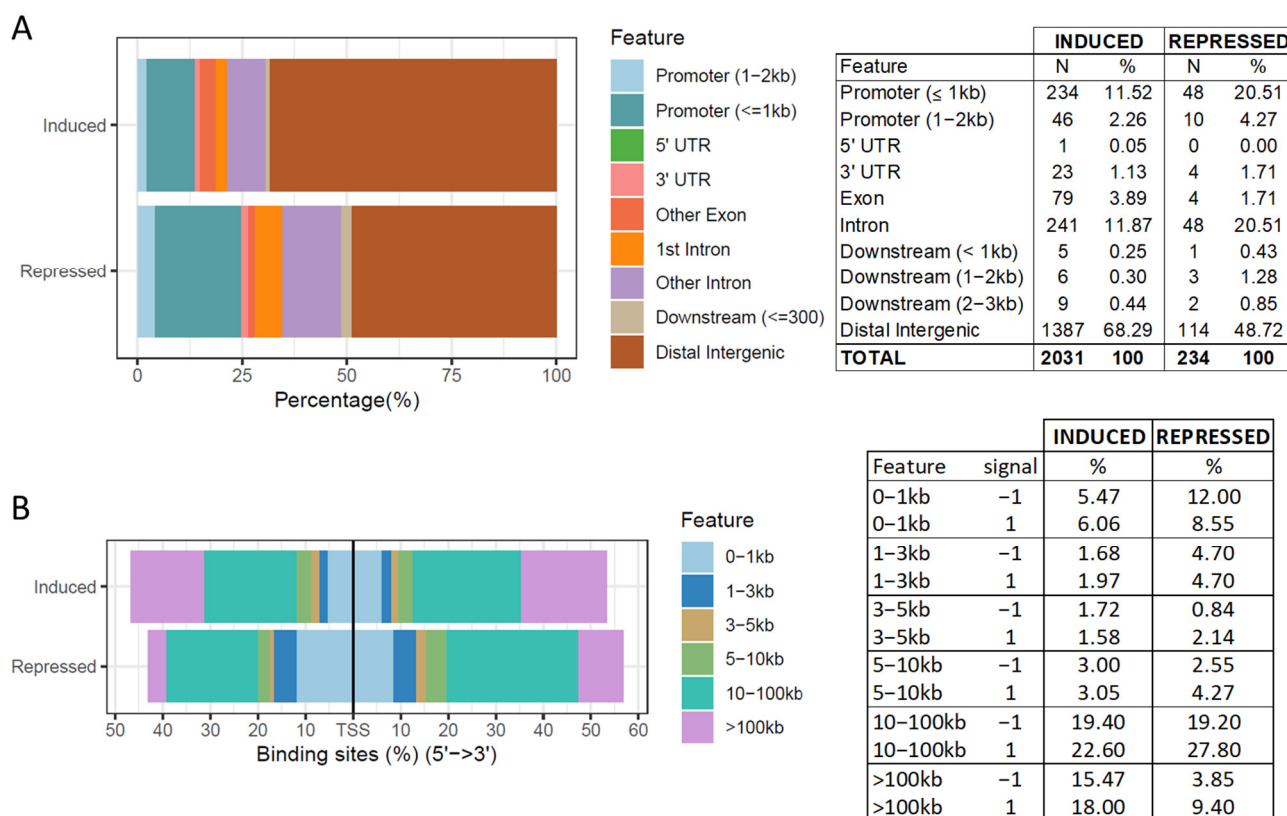 A
Induced
Repressed
0 25 50 75 100
Percentage(%)
Feature
Promoter (1−2kb)
Promoter (<=1kb)
5' UTR
3' UTR
Other Exon
1st Intron
Other Intron
Downstream (<=300)
Distal Intergenic
INDUCED REPRESSED
Feature N % N %
Promoter (≤ 1kb) 234 11.52 48 20.51
Promoter (1−2kb) 46 2.26 10 4.27
5' UTR 1 0.05 0 0.00
3' UTR 23 1.13 4 1.71
Exon 79 3.89 4 1.71
Intron 241 11.87 48 20.51
Downstream (< 1kb) 5 0.25 1 0.43
Downstream (1−2kb) 6 0.30 3 1.28
Downstream (2−3kb) 9 0.44 2 0.85
Distal Intergenic 1387 68.29 114 48.72
TOTAL 2031 100 234 100
B
Induced
Repressed
50 40 30 20 10 TSS 10 20 30 40 50 60
Binding sites (%) (5'−>3')
Feature
0−1kb
1−3kb
3−5kb
5−10kb
10−100kb
>100kb
INDUCED REPRESSED
Feature signal % %
0−1kb −1 5.47 12.00
0−1kb 1 6.06 8.55
1−3kb −1 1.68 4.70
1−3kb 1 1.97 4.70
3−5kb −1 1.72 0.84
3−5kb 1 1.58 2.14
5−10kb −1 3.00 2.55
5−10kb 1 3.05 4.27
10−100kb −1 19.40 19.20
10−100kb 1 22.60 27.80
>100kb −1 15.47 3.85
>100kb 1 18.00 9.40